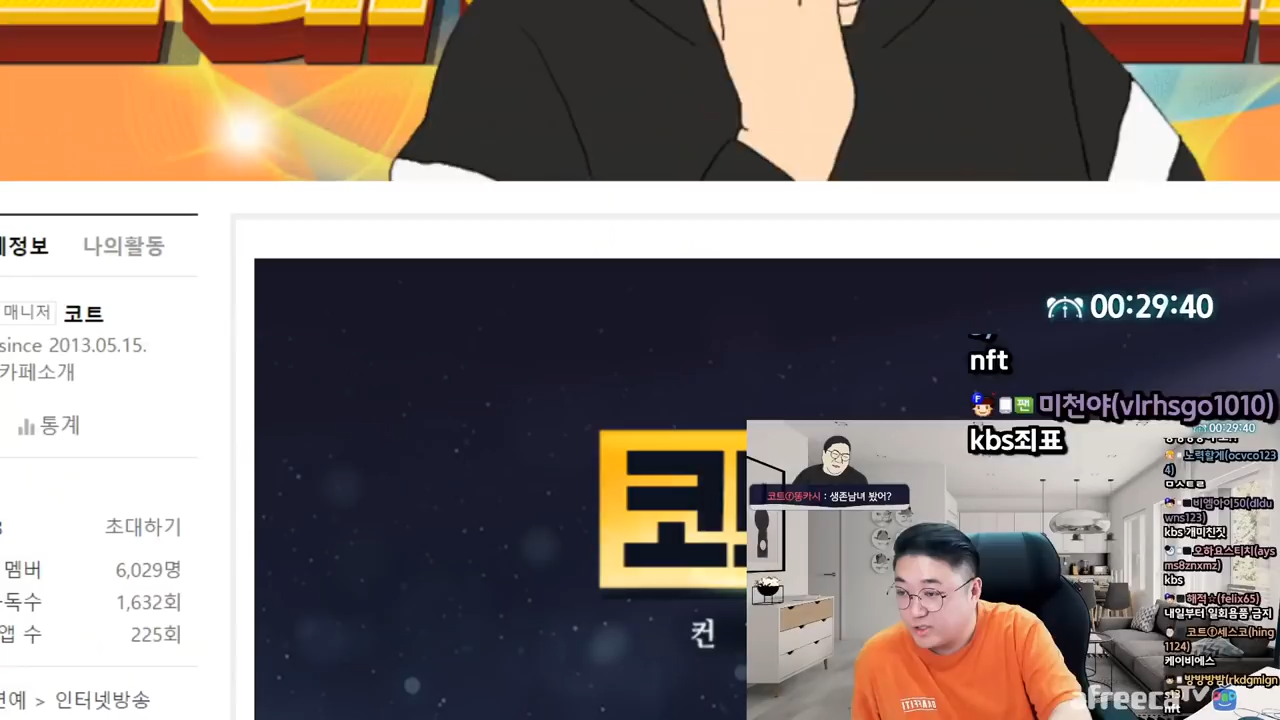 정보
나의활동
매니저
코트
since 2013.05.15.
카페소개
통계
초대하기
멤버
6,029명
독수
1,632회
앱 수
225회
예 > 인터넷방송
컨
00:29:40
nft
F
팬
미천야(vlrhsgo1010)
kbs죄표
00:29:40
노력할게(ocvco123
4)
ㅁㅅㅌㄹ
비엠아이50(dldu
wns123)
kbs 개미친짓
오하요스티치(ays
ms8znxmz)
kbs
해적☆(felix65)
내일부터 일회용품 금지
코트ⓕ세스코(hing
1124)
케이비에스
방방방밤(rkdgmlgn
nft
코트ⓕ똥카시 : 생존남녀 봤어?
afreecaTV